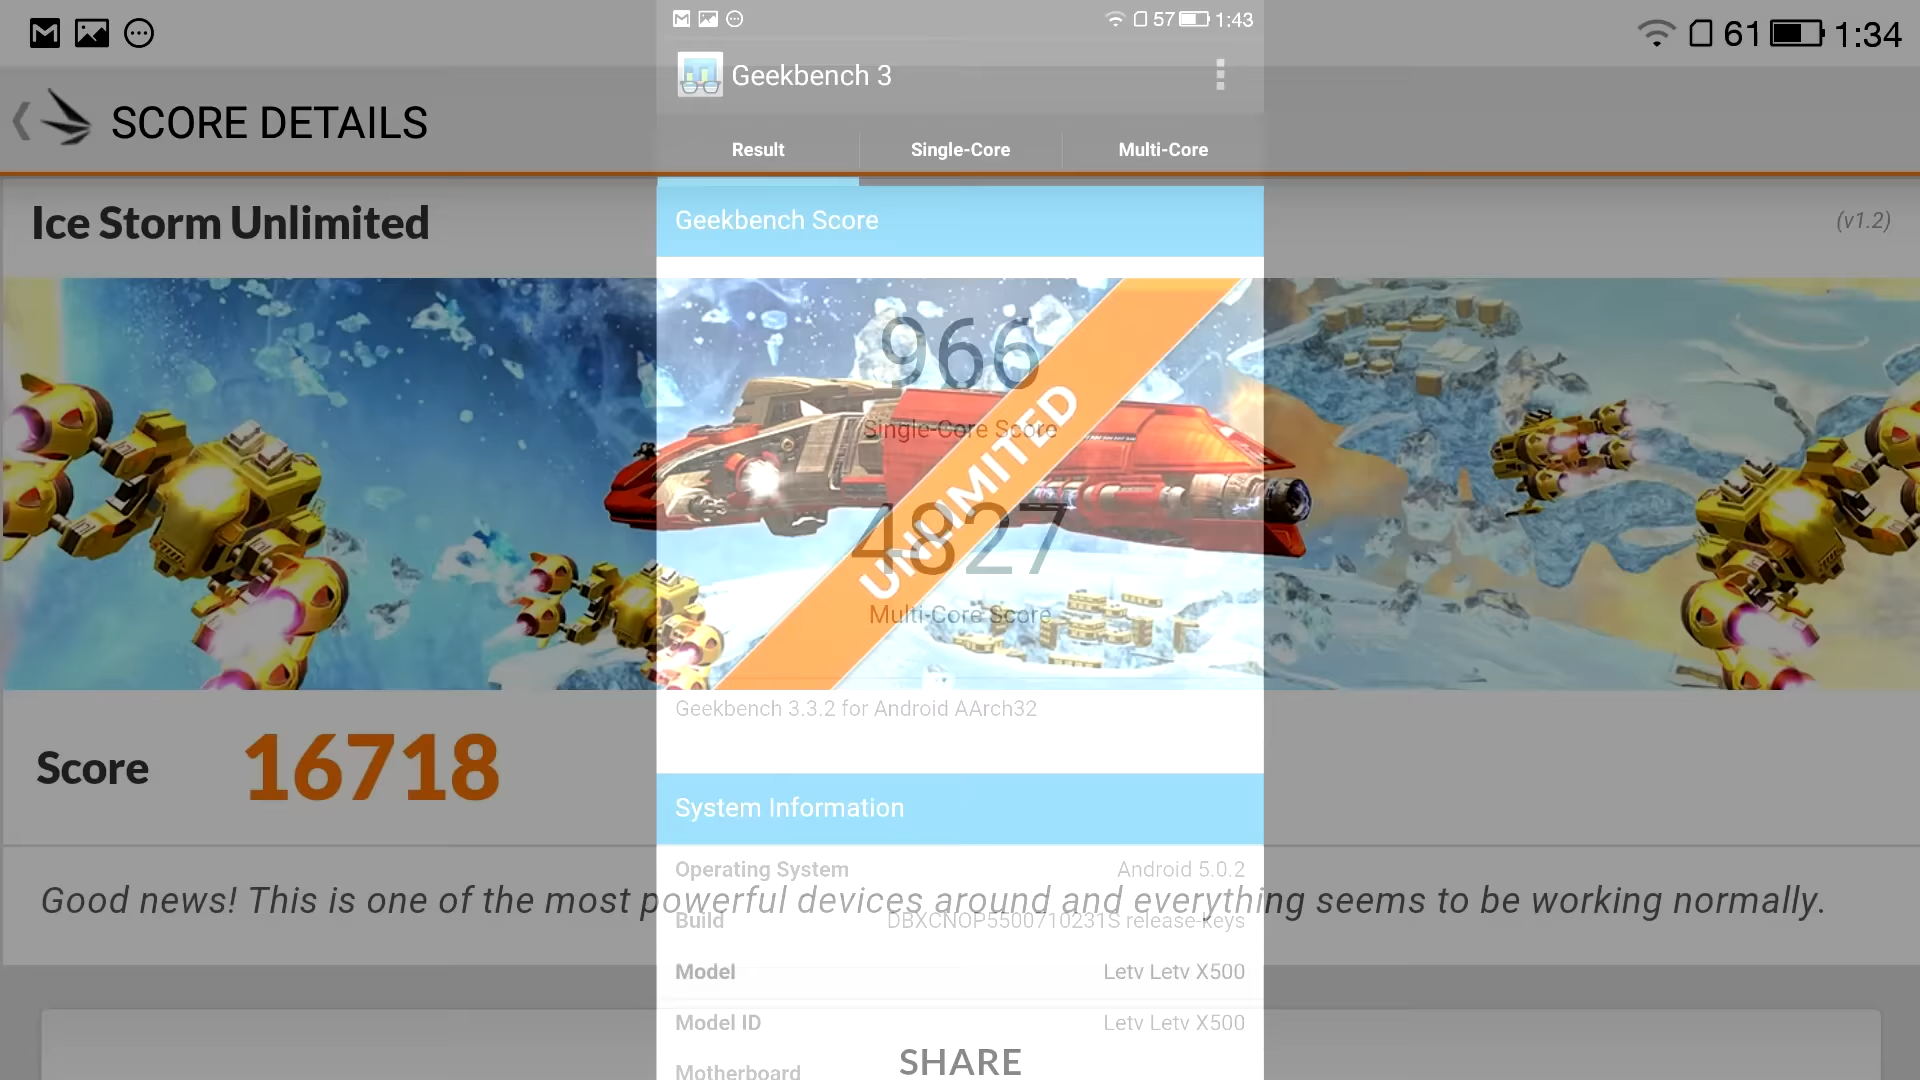 61 1:34
57 1:43
SCORE DETAILS
Geekbench 3
Result Single-Core Multi-Core
Ice Storm Unlimited
(v1.2)
Geekbench Score
966
Single-Core Score
UNLIMITED
4827
Multi-Core Score
Geekbench 3.3.2 for Android AArch32
Score 16718
System Information
Operating System Android 5.0.2
Good news! This is one of the most powerful devices around and everything seems to be working normally.
Build DBXCNOP5500710231S release-keys
Model Letv Letv X500
Model ID Letv Letv X500
SHARE
Motherboard